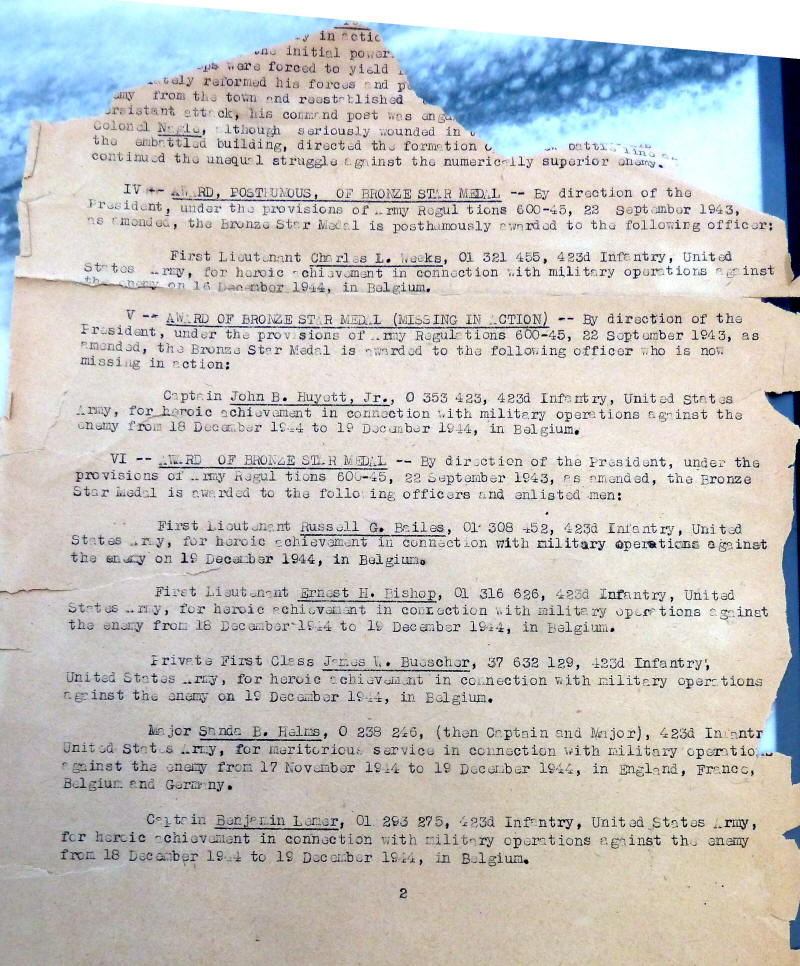 y in actio
the initial power
ops were forced to yield
ately reformed his forces and p
emy from the town and reestablished
ersistant attack, his command post was eng
Colonel Nagle, although seriously wounded in
the embattled building, directed the formation o battle line
continued the unequal struggle against the numerically superior enemy.
IV -- AWARD, POSTHUMOUS, OF BRONZE STAR MEDAL -- By direction of the
President, under the provisions of Army Regulations 600-45, 22 September 1943,
as amended, the Bronze Star Medal is posthamously awarded to the following officer:
First Lieutenant Charles L. Weeks, 01 321 455, 423d Infantry, United
States Army, for heroic achievement in connection with military operations against
the enemy on 16 December 1944, in Belgium.
V -- AWARD OF BRONZE STAR MEDAL (MISSING IN ACTION) -- By direction of the
President, under the provisions of Army Regulations 600-45, 22 September 1943, as
amended, the Bronze Star Medal is awarded to the following officer who is now
missing in action:
Captain John B. Huyett, Jr., O 353 423, 423d Infantry, United States
Army, for heroic achievement in connection with military operations against the
enemy from 18 December 1944 to 19 December 1944, in Belgium.
VI -- AWARD OF BRONZE STAR MEDAL -- By direction of the President, under the
provisions of Army Regulations 600-45, 22 September 1943, as amended, the Bronze
Star Medal is awarded to the following officers and enlisted men:
First Lieutenant Russell G. Bailes, 01 308 452, 423d Infantry, United
States Army, for heroic achievement in connection with military operations against
the enemy on 19 December 1944, in Belgium.
First Lieutenant Ernest H. Bishop, 01 316 626, 423d Infantry, United
States Army, for heroic achievement in connection with military operations against
the enemy from 18 December 1944 to 19 December 1944, in Belgium.
Private First Class James W. Buescher, 37 632 129, 423d Infantry,
United States Army, for heroic achievement in connection with military operations
against the enemy on 19 December 1944, in Belgium.
Major Sanda B. Helms, O 238 246, (then Captain and Major), 423d Infantr
United States Army, for meritorious service in connection with military operations
against the enemy from 17 November 1944 to 19 December 1944, in England, France,
Belgium and Germany.
Captain Benjamin Lemer, 01 293 275, 423d Infantry, United States Army,
for heroic achievement in connection with military operations against the enemy
from 18 December 1944 to 19 December 1944, in Belgium.
2